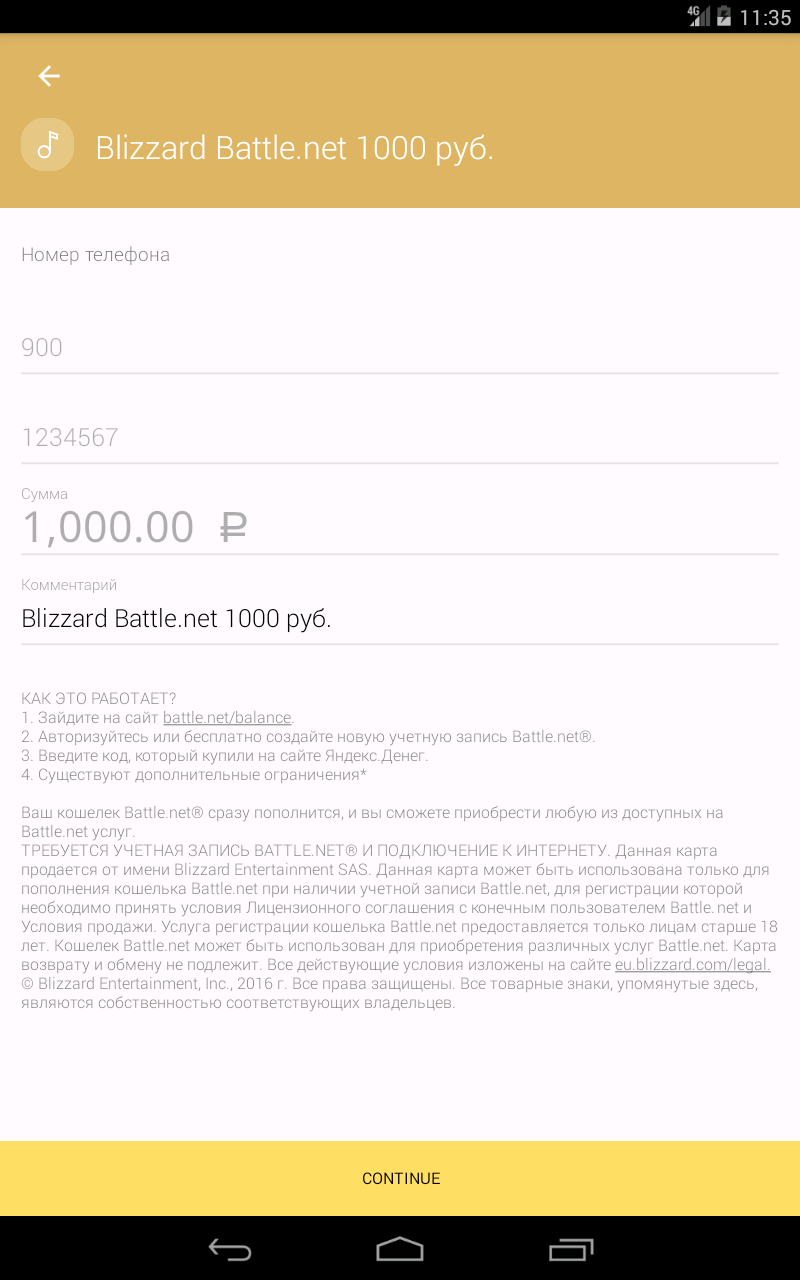 4G 11:35
Blizzard Battle.net 1000 руб.
Номер телефона
900
1234567
Сумма
1,000.00 ₽
Комментарий
Blizzard Battle.net 1000 руб.
КАК ЭТО РАБОТАЕТ?
1. Зайдите на сайт battle.net/balance.
2. Авторизуйтесь или бесплатно создайте новую учетную запись Battle.net®.
3. Введите код, который купили на сайте Яндекс.Денег.
4. Существуют дополнительные ограничения*
Ваш кошелек Battle.net® сразу пополнится, и вы сможете приобрести любую из доступных на
Battle.net услуг.
ТРЕБУЕТСЯ УЧЕТНАЯ ЗАПИСЬ BATTLE.NET® И ПОДКЛЮЧЕНИЕ К ИНТЕРНЕТУ. Данная карта
продается от имени Blizzard Entertainment SAS. Данная карта может быть использована только для
пополнения кошелька Battle.net при наличии учетной записи Battle.net, для регистрации которой
необходимо принять условия Лицензионного соглашения с конечным пользователем Battle.net и
Условия продажи. Услуга регистрации кошелька Battle.net предоставляется только лицам старше 18
лет. Кошелек Battle.net может быть использован для приобретения различных услуг Battle.net. Карта
возврату и обмену не подлежит. Все действующие условия изложены на сайте eu.blizzard.com/legal.
© Blizzard Entertainment, Inc., 2016 г. Все права защищены. Все товарные знаки, упомянутые здесь,
являются собственностью соответствующих владельцев.
CONTINUE